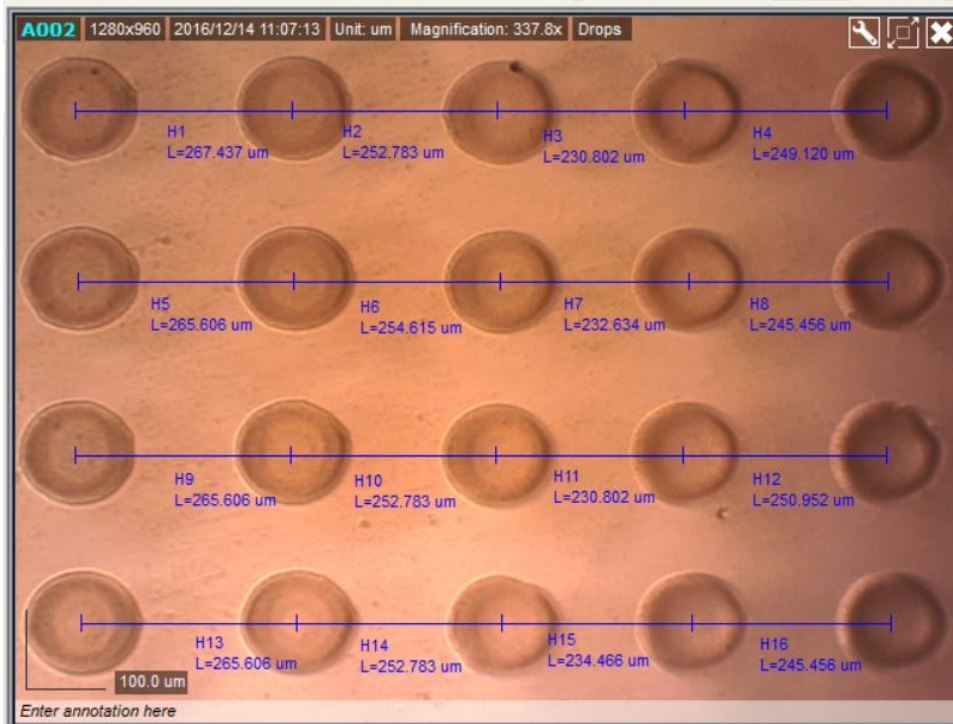 A002 1280x960 2016/12/14 11:07:13 Unit: um Magnification: 337.8x Drops
H1
L=267.437 um
H2
L=252.783 um
H3
L=230.802 um
H4
L=249.120 um
H5
L=265.606 um
H6
L=254.615 um
H7
L=232.634 um
H8
L=245.456 um
H9
L=265.606 um
H10
L=252.783 um
H11
L=230.802 um
H12
L=250.952 um
H13
L=265.606 um
H14
L=252.783 um
H15
L=234.466 um
H16
L=245.456 um
100.0 um
Enter annotation here